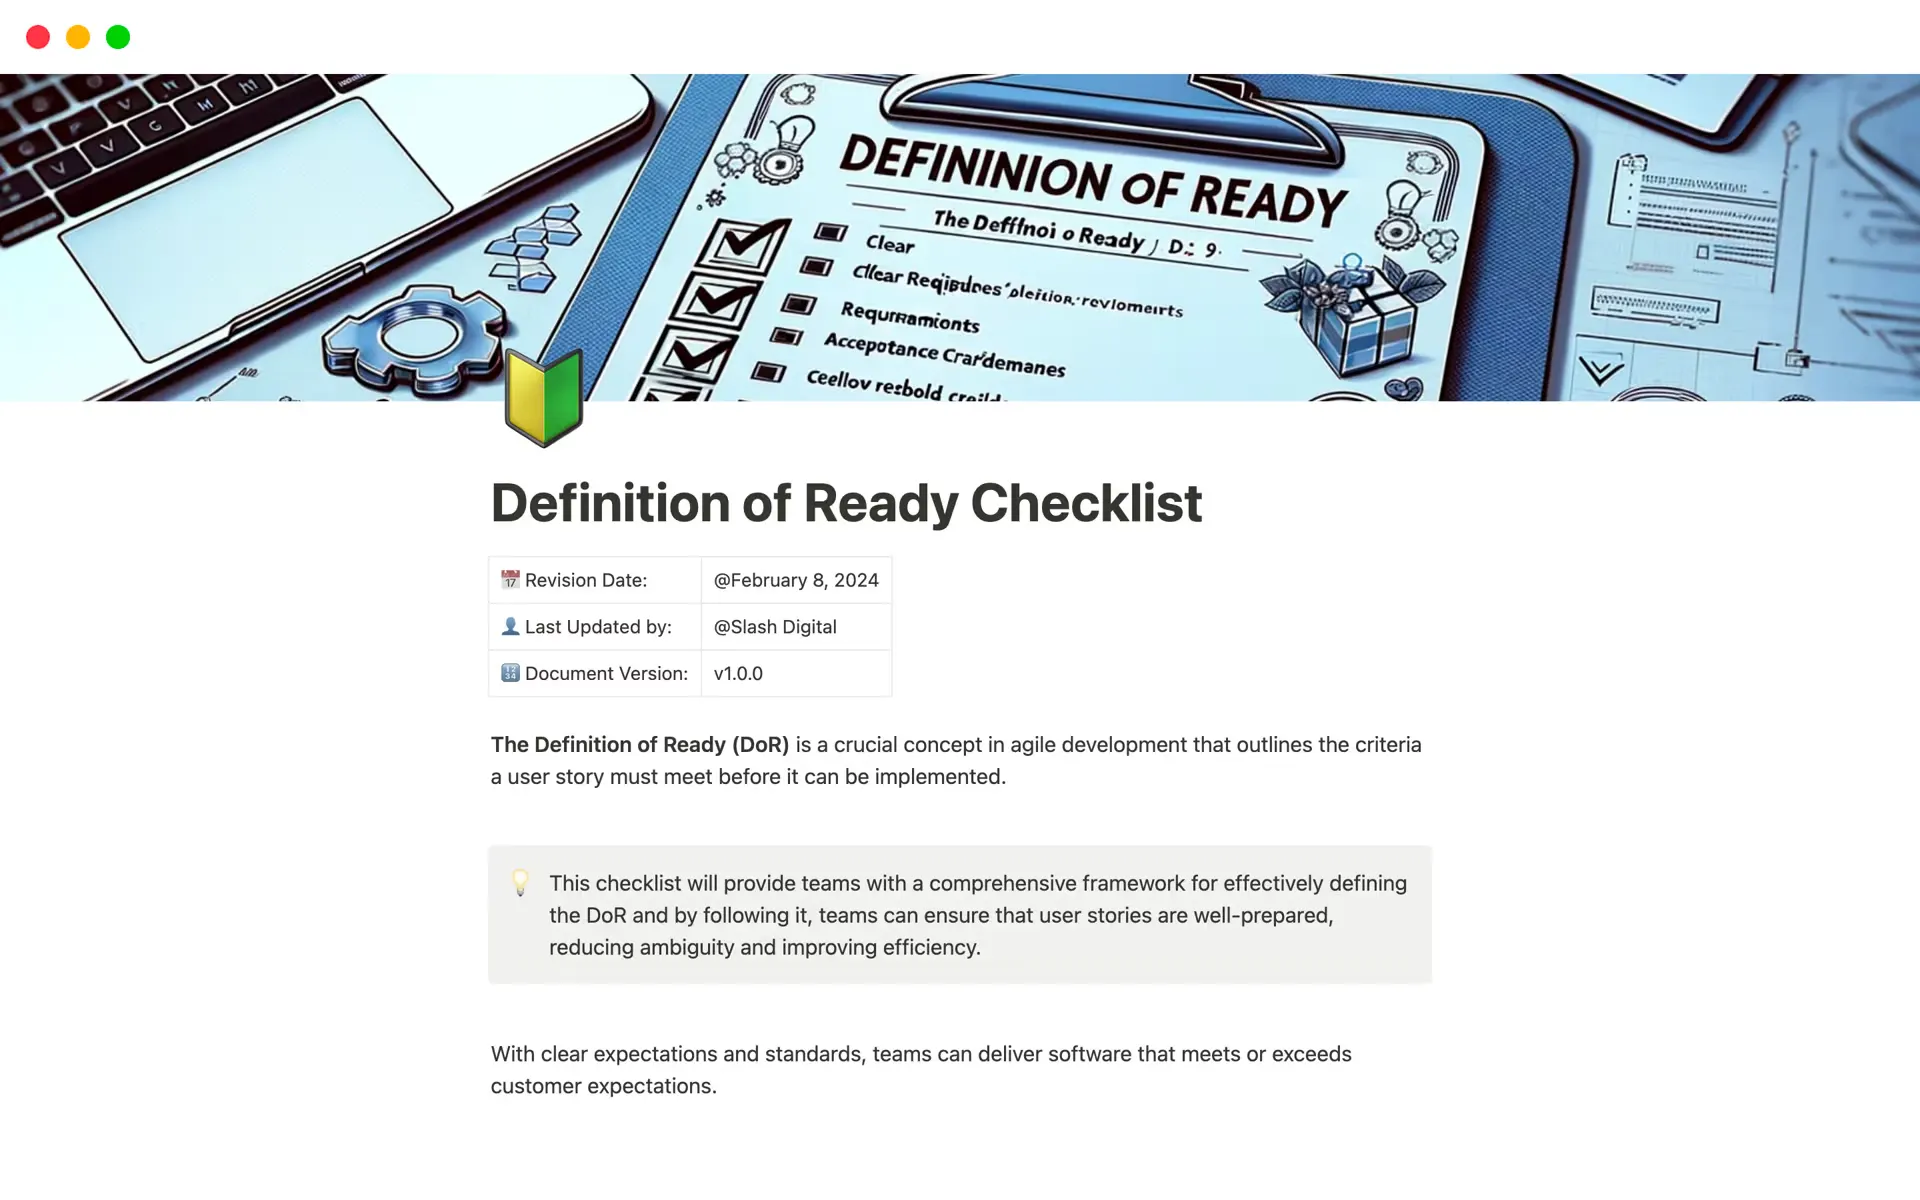 DEFININION OF READY
The Deffinoi o Ready / D: 9.
Clear
Requramionts
Acceptance
Definition of Ready Checklist
17 Revision Date: @February 8, 2024
Last Updated by: @Slash Digital
Document Version: v1.0.0
The Definition of Ready (DoR) is a crucial concept in agile development that outlines the criteria
a user story must meet before it can be implemented.
This checklist will provide teams with a comprehensive framework for effectively defining
the DoR and by following it, teams can ensure that user stories are well-prepared,
reducing ambiguity and improving efficiency.
With clear expectations and standards, teams can deliver software that meets or exceeds
customer expectations.